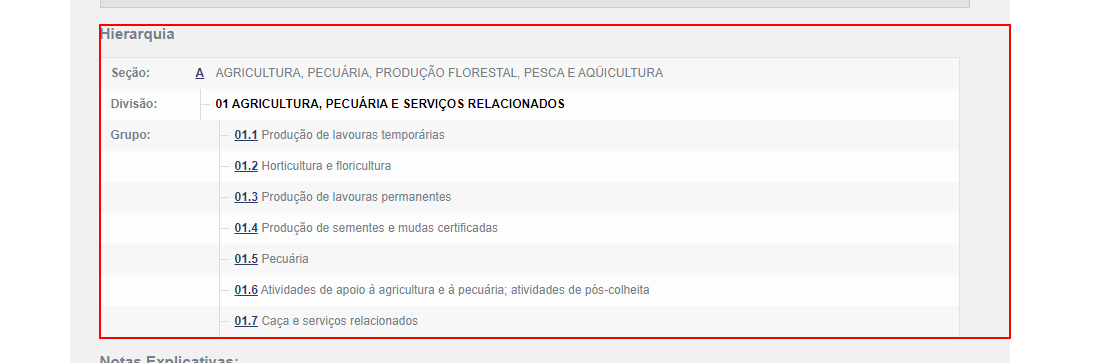 Hierarquia
Seção: A AGRICULTURA, PECUÁRIA, PRODUÇÃO FLORESTAL, PESCA E AQÜICULTURA
Divisão: 01 AGRICULTURA, PECUÁRIA E SERVIÇOS RELACIONADOS
Grupo: 01.1 Produção de lavouras temporárias
01.2 Horticultura e floricultura
01.3 Produção de lavouras permanentes
01.4 Produção de sementes e mudas certificadas
01.5 Pecuária
01.6 Atividades de apoio à agricultura e à pecuária; atividades de pós-colheita
01.7 Caça e serviços relacionados
Notas Explicativas: